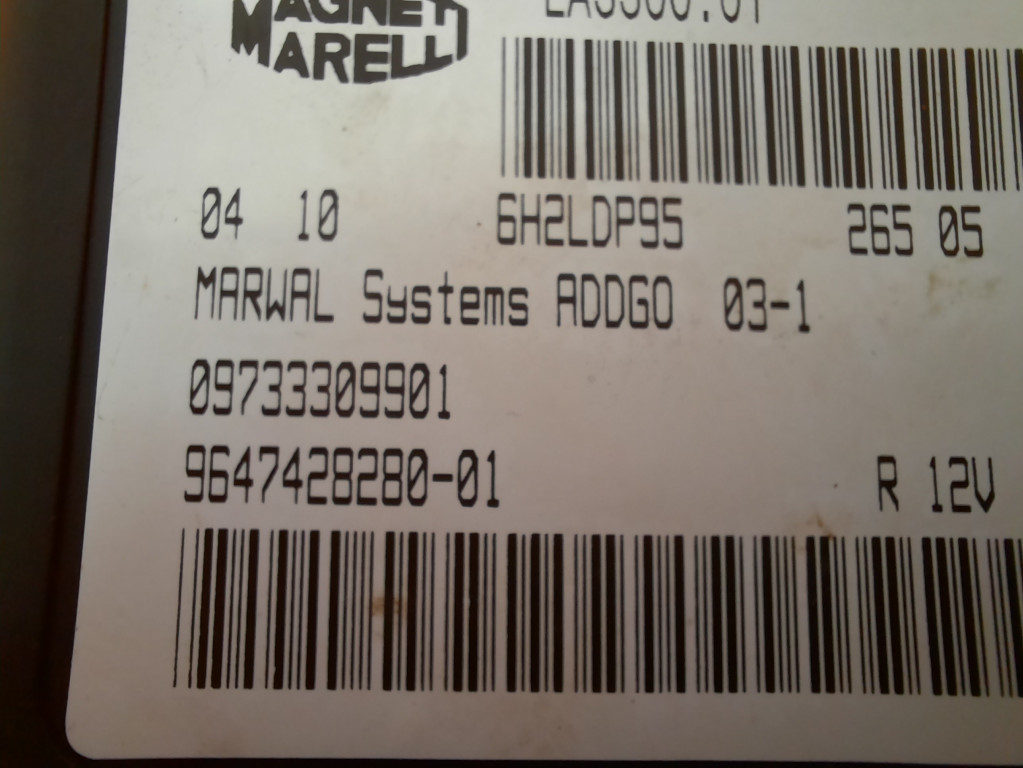 MAGNETI
MARELLI
04 10 6H2LDP95 265 05
MARWAL Systems ADDGO 03-1
09733309901
9647428280-01 R 12V